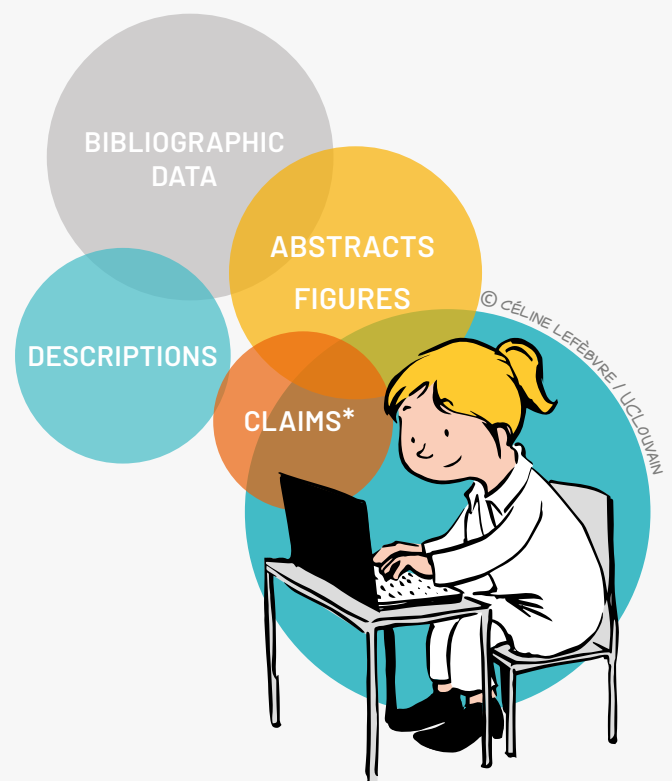 BIBLIOGRAPHIC
DATA
ABSTRACTS
FIGURES
DESCRIPTIONS
CLAIMS*
© CÉLINE LEFÈBVRE / UCLOUVAIN